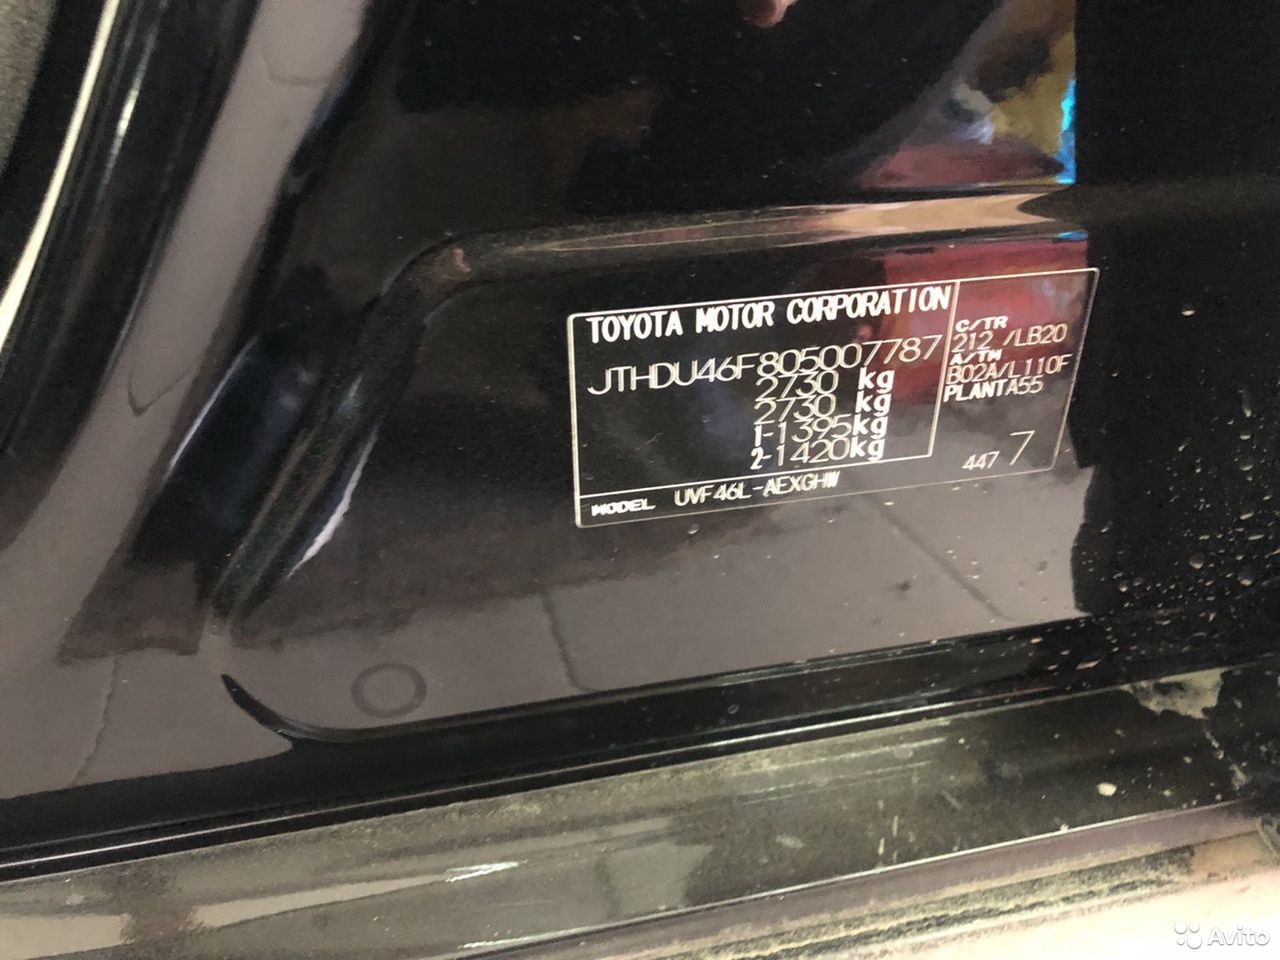 TOYOTA MOTOR CORPORATION
JTHDU46F805007787
2730 kg
2730 kg
1-1395kg
2-1420kg
C/TR
212 /LB20
A/TM
B02A/L110F
PLANTA55
447 7
MODEL UVF46L-AEXGHW
Avito